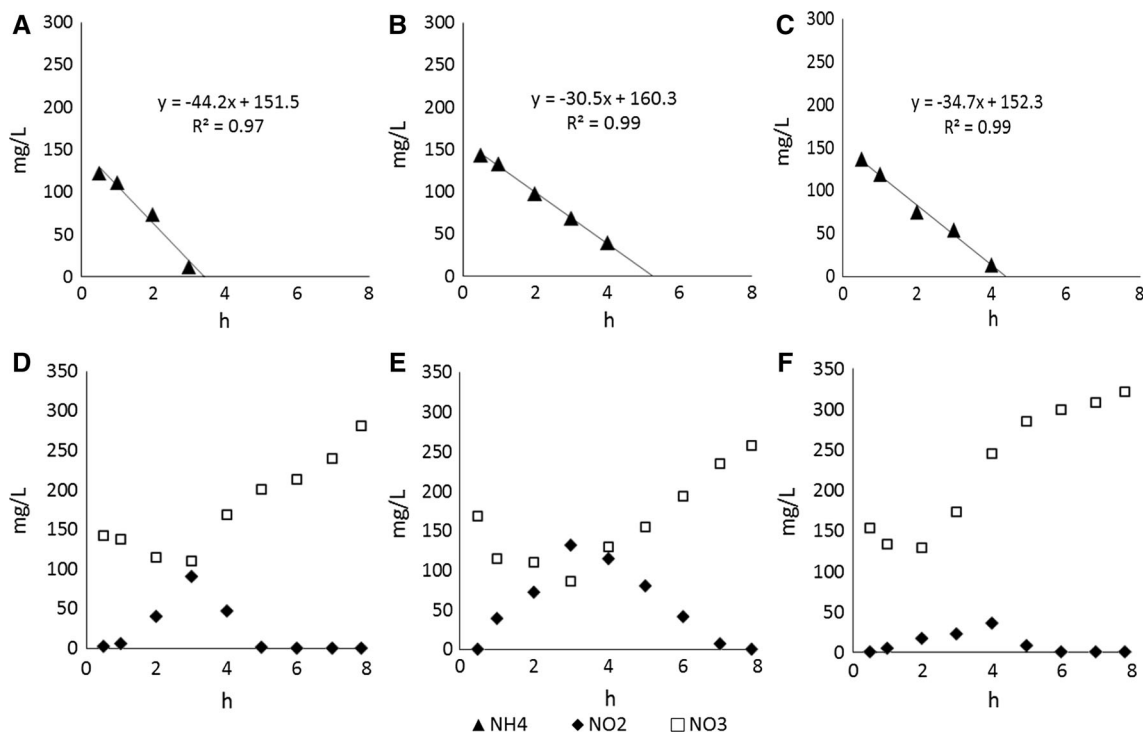 A
300
250
200
150
100
50
0
mg/L
y = -44.2x + 151.5
R² = 0.97
0 2 4 6 8
h
B
300
250
200
150
100
50
0
mg/L
y = -30.5x + 160.3
R² = 0.99
0 2 4 6 8
h
C
300
250
200
150
100
50
0
mg/L
y = -34.7x + 152.3
R² = 0.99
0 2 4 6 8
h
D
350
300
250
200
150
100
50
0
mg/L
0 2 4 6 8
h
E
350
300
250
200
150
100
50
0
mg/L
0 2 4 6 8
h
F
350
300
250
200
150
100
50
0
mg/L
0 2 4 6 8
h
NH4 NO2 NO3